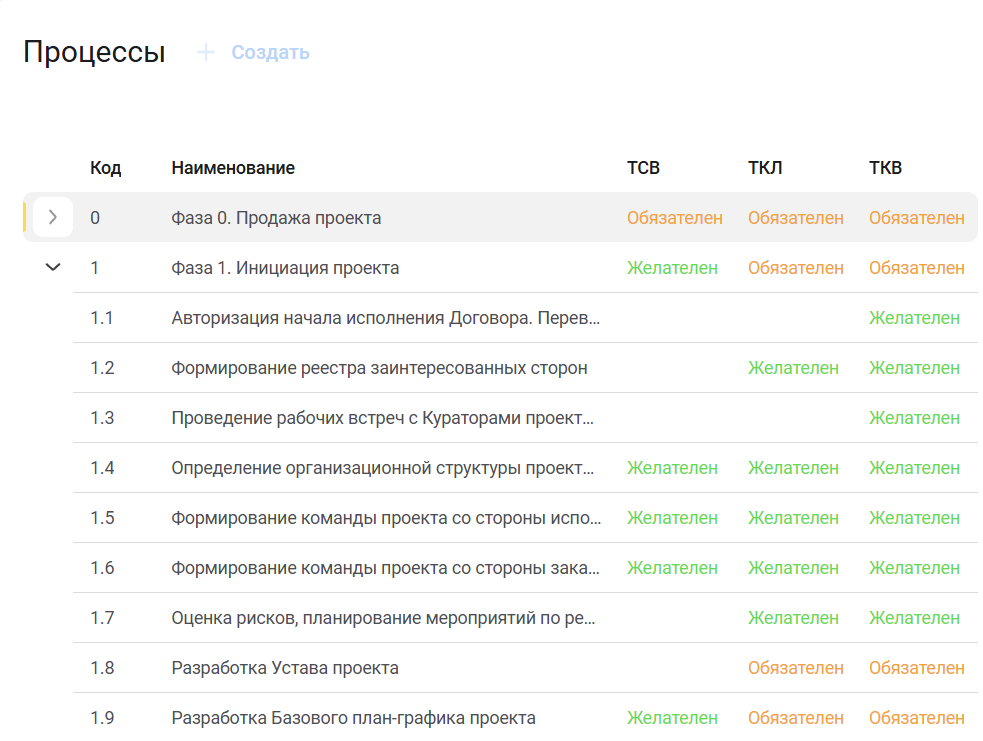 Процессы + Создать
Код Наименование ТСВ ТКЛ ТКВ
0 Фаза 0. Продажа проекта Обязателен Обязателен Обязателен
1 Фаза 1. Инициация проекта Желателен Обязателен Обязателен
1.1 Авторизация начала исполнения Договора. Перев... Желателен
1.2 Формирование реестра заинтересованных сторон Желателен Желателен
1.3 Проведение рабочих встреч с Кураторами проект... Желателен
1.4 Определение организационной структуры проект... Желателен Желателен Желателен
1.5 Формирование команды проекта со стороны испо... Желателен Желателен Желателен
1.6 Формирование команды проекта со стороны зака... Желателен Желателен Желателен
1.7 Оценка рисков, планирование мероприятий по ре... Желателен Желателен
1.8 Разработка Устава проекта Обязателен Обязателен
1.9 Разработка Базового план-графика проекта Желателен Обязателен Обязателен